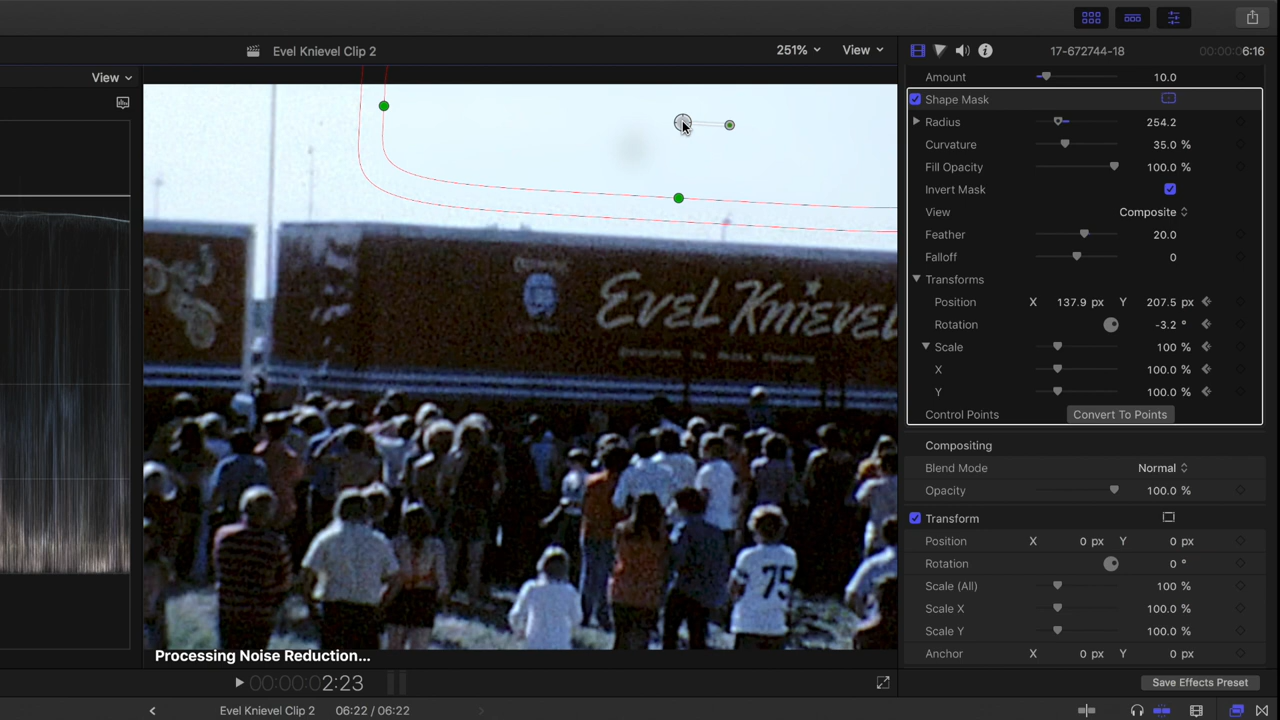 Evel Knievel Clip 2
251%
View
17-672744-18
00:00:06:16
View
Amount 10.0
Shape Mask
Radius 254.2
Curvature 35.0 %
Fill Opacity 100.0 %
Invert Mask
View Composite
Feather 20.0
Falloff 0
Transforms
Position X 137.9 px Y 207.5 px
Rotation -3.2 °
Scale 100 %
X 100.0 %
Y 100.0 %
Control Points Convert To Points
Compositing
Blend Mode Normal
Opacity 100.0 %
Transform
Position X 0 px Y 0 px
Rotation 0 °
Scale (All) 100 %
Scale X 100.0 %
Scale Y 100.0 %
Anchor X 0 px Y 0 px
Save Effects Preset
EVEL KNIEVEL
75
Processing Noise Reduction...
00:00:02:23
Evel Knievel Clip 2 06:22 / 06:22